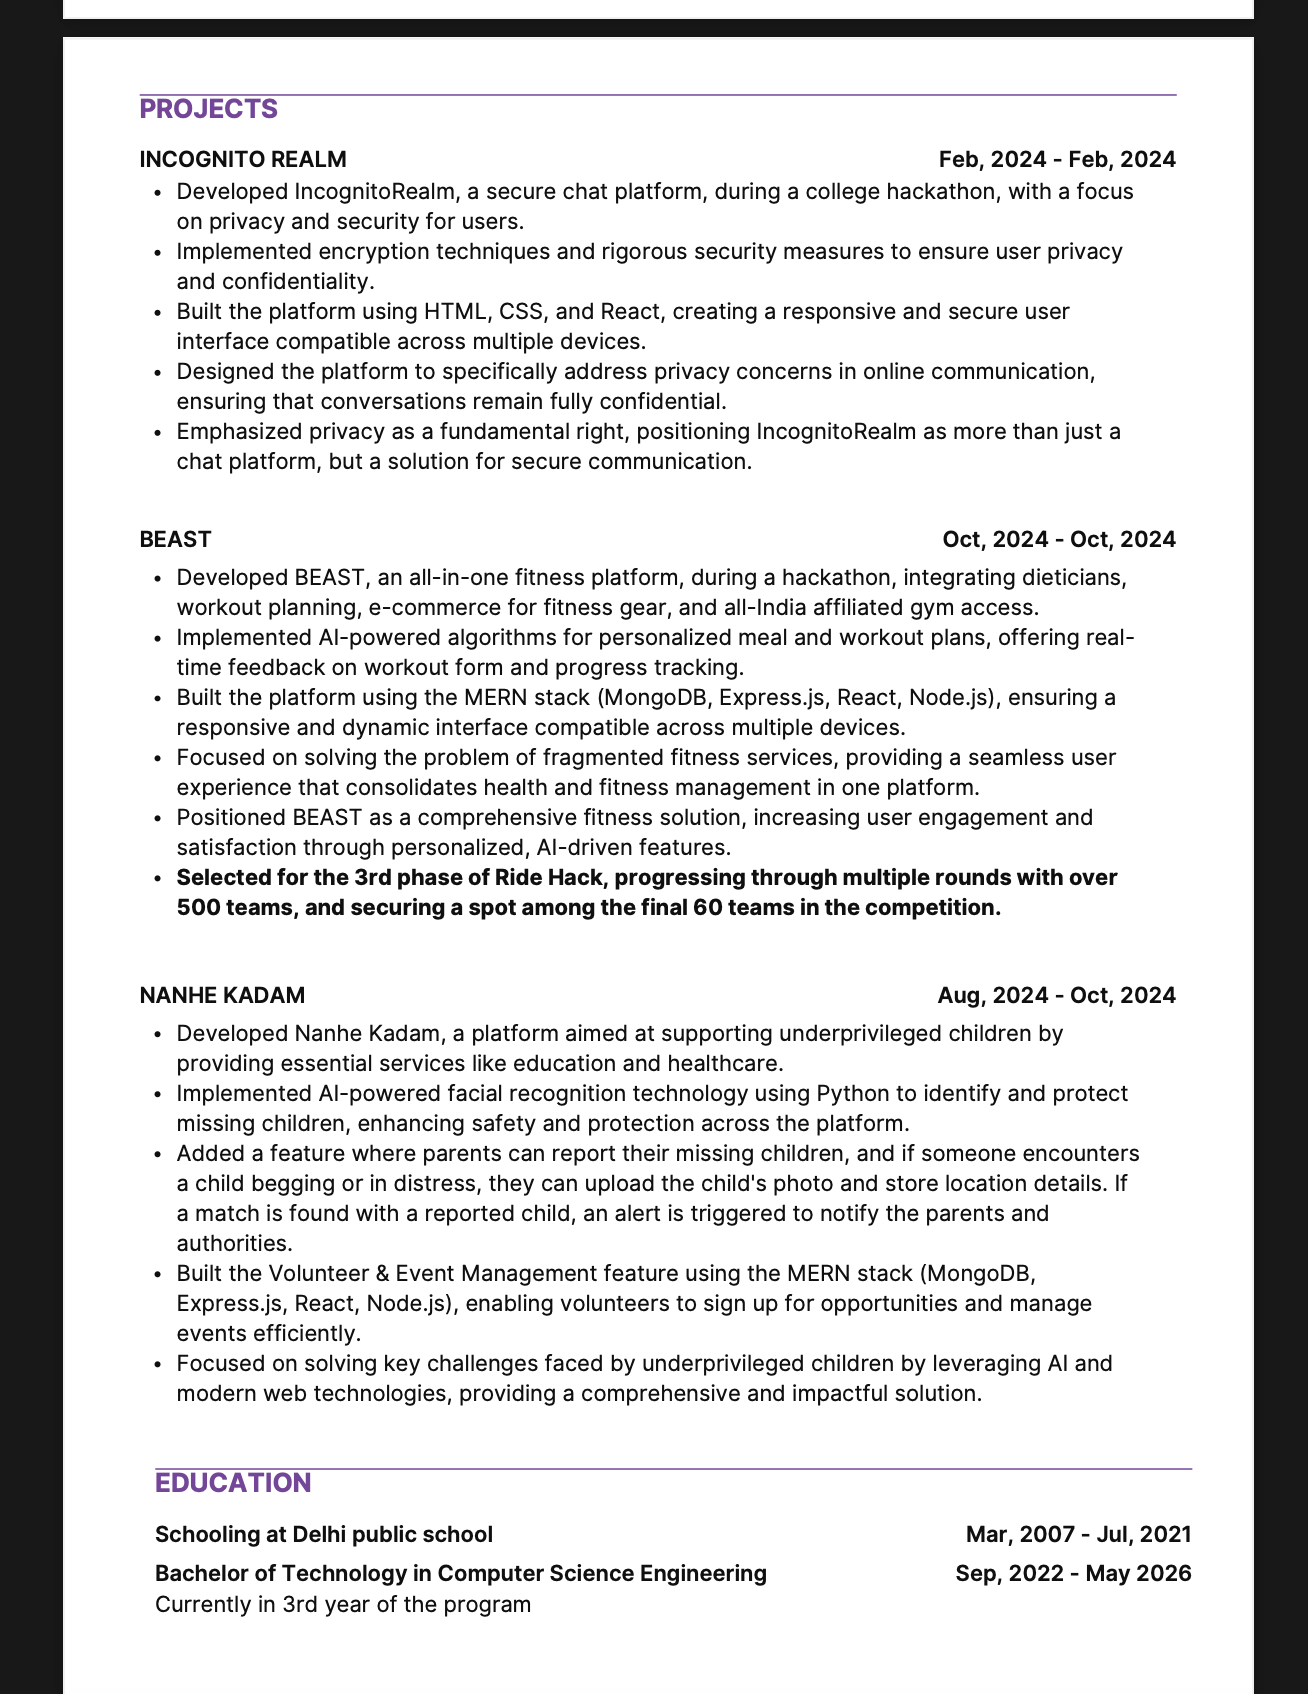 PROJECTS
INCOGNITO REALM Feb, 2024 - Feb, 2024
• Developed IncognitoRealm, a secure chat platform, during a college hackathon, with a focus
on privacy and security for users.
• Implemented encryption techniques and rigorous security measures to ensure user privacy
and confidentiality.
• Built the platform using HTML, CSS, and React, creating a responsive and secure user
interface compatible across multiple devices.
• Designed the platform to specifically address privacy concerns in online communication,
ensuring that conversations remain fully confidential.
• Emphasized privacy as a fundamental right, positioning IncognitoRealm as more than just a
chat platform, but a solution for secure communication.
BEAST Oct, 2024 - Oct, 2024
• Developed BEAST, an all-in-one fitness platform, during a hackathon, integrating dieticians,
workout planning, e-commerce for fitness gear, and all-India affiliated gym access.
• Implemented AI-powered algorithms for personalized meal and workout plans, offering real-
time feedback on workout form and progress tracking.
• Built the platform using the MERN stack (MongoDB, Express.js, React, Node.js), ensuring a
responsive and dynamic interface compatible across multiple devices.
• Focused on solving the problem of fragmented fitness services, providing a seamless user
experience that consolidates health and fitness management in one platform.
• Positioned BEAST as a comprehensive fitness solution, increasing user engagement and
satisfaction through personalized, AI-driven features.
• Selected for the 3rd phase of Ride Hack, progressing through multiple rounds with over
500 teams, and securing a spot among the final 60 teams in the competition.
NANHE KADAM Aug, 2024 - Oct, 2024
• Developed Nanhe Kadam, a platform aimed at supporting underprivileged children by
providing essential services like education and healthcare.
• Implemented AI-powered facial recognition technology using Python to identify and protect
missing children, enhancing safety and protection across the platform.
• Added a feature where parents can report their missing children, and if someone encounters
a child begging or in distress, they can upload the child's photo and store location details. If
a match is found with a reported child, an alert is triggered to notify the parents and
authorities.
• Built the Volunteer & Event Management feature using the MERN stack (MongoDB,
Express.js, React, Node.js), enabling volunteers to sign up for opportunities and manage
events efficiently.
• Focused on solving key challenges faced by underprivileged children by leveraging AI and
modern web technologies, providing a comprehensive and impactful solution.
EDUCATION
Schooling at Delhi public school Mar, 2007 - Jul, 2021
Bachelor of Technology in Computer Science Engineering Sep, 2022 - May 2026
Currently in 3rd year of the program